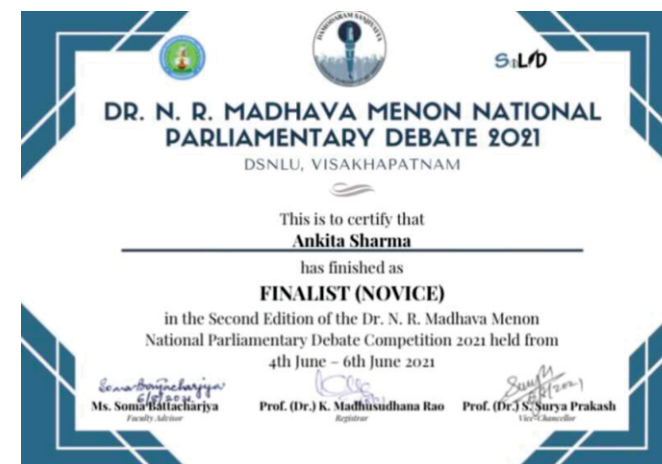 DAMODARAM SANJIVAYYA
SiLAD
DR. N. R. MADHAVA MENON NATIONAL
PARLIAMENTARY DEBATE 2021
DSNLU, VISAKHAPATNAM
This is to certify that
Ankita Sharma
has finished as
FINALIST (NOVICE)
in the Second Edition of the Dr. N. R. Madhava Menon
National Parliamentary Debate Competition 2021 held from
4th June – 6th June 2021
Ms. Soma Battacharjya Prof. (Dr.) K. Madhusudhana Rao Prof. (Dr.) S. Surya Prakash
Faculty Advisor Registrar Vice-Chancellor